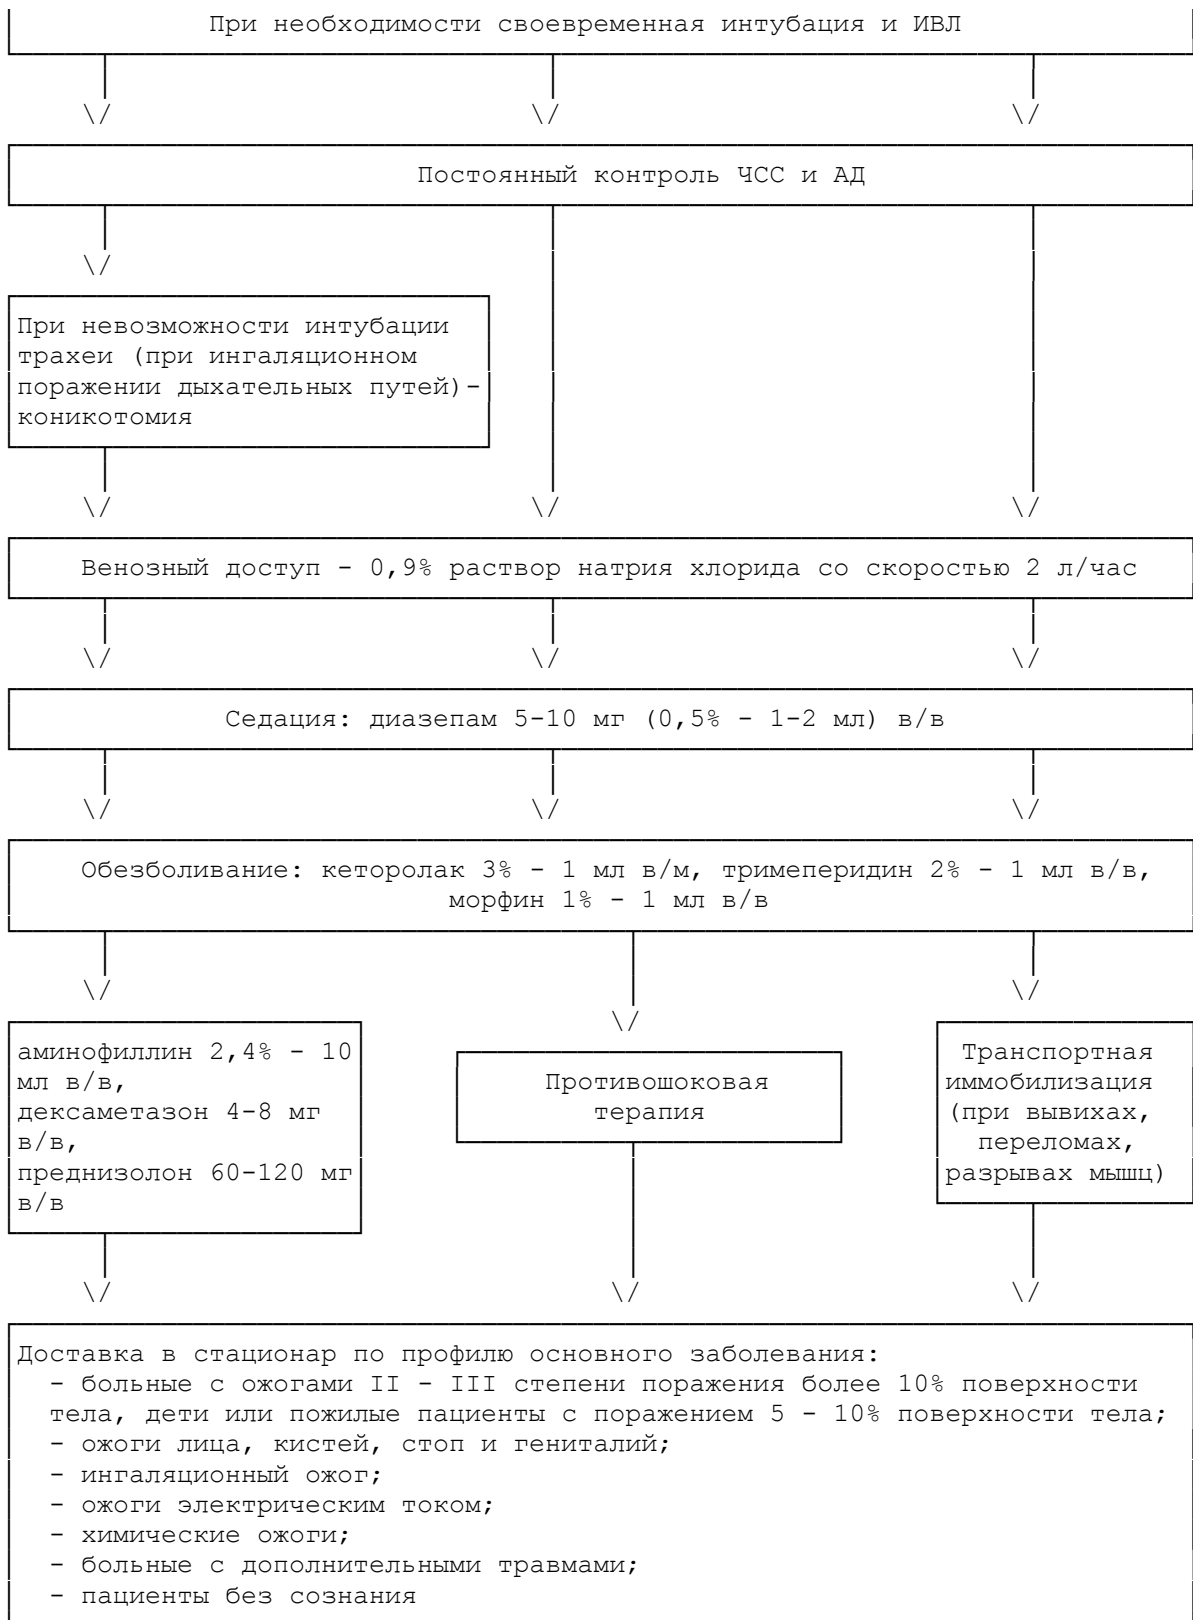 При необходимости своевременная интубация и ИВЛ
Постоянный контроль ЧСС и АД
При невозможности интубации
трахеи (при ингаляционном
поражении дыхательных путей)-
коникотомия
Венозный доступ - 0,9% раствор натрия хлорида со скоростью 2 л/час
Седация: диазепам 5-10 мг (0,5% - 1-2 мл) в/в
Обезболивание: кеторолак 3% - 1 мл в/м, тримеперидин 2% - 1 мл в/в,
морфин 1% - 1 мл в/в
аминофиллин 2,4% - 10
мл в/в,
дексаметазон 4-8 мг
в/в,
преднизолон 60-120 мг
в/в
Противошоковая
терапия
Транспортная
иммобилизация
(при вывихах,
переломах,
разрывах мышц)
Доставка в стационар по профилю основного заболевания:
- больные с ожогами II - III степени поражения более 10% поверхности
тела, дети или пожилые пациенты с поражением 5 - 10% поверхности тела;
- ожоги лица, кистей, стоп и гениталий;
- ингаляционный ожог;
- ожоги электрическим током;
- химические ожоги;
- больные с дополнительными травмами;
- пациенты без сознания